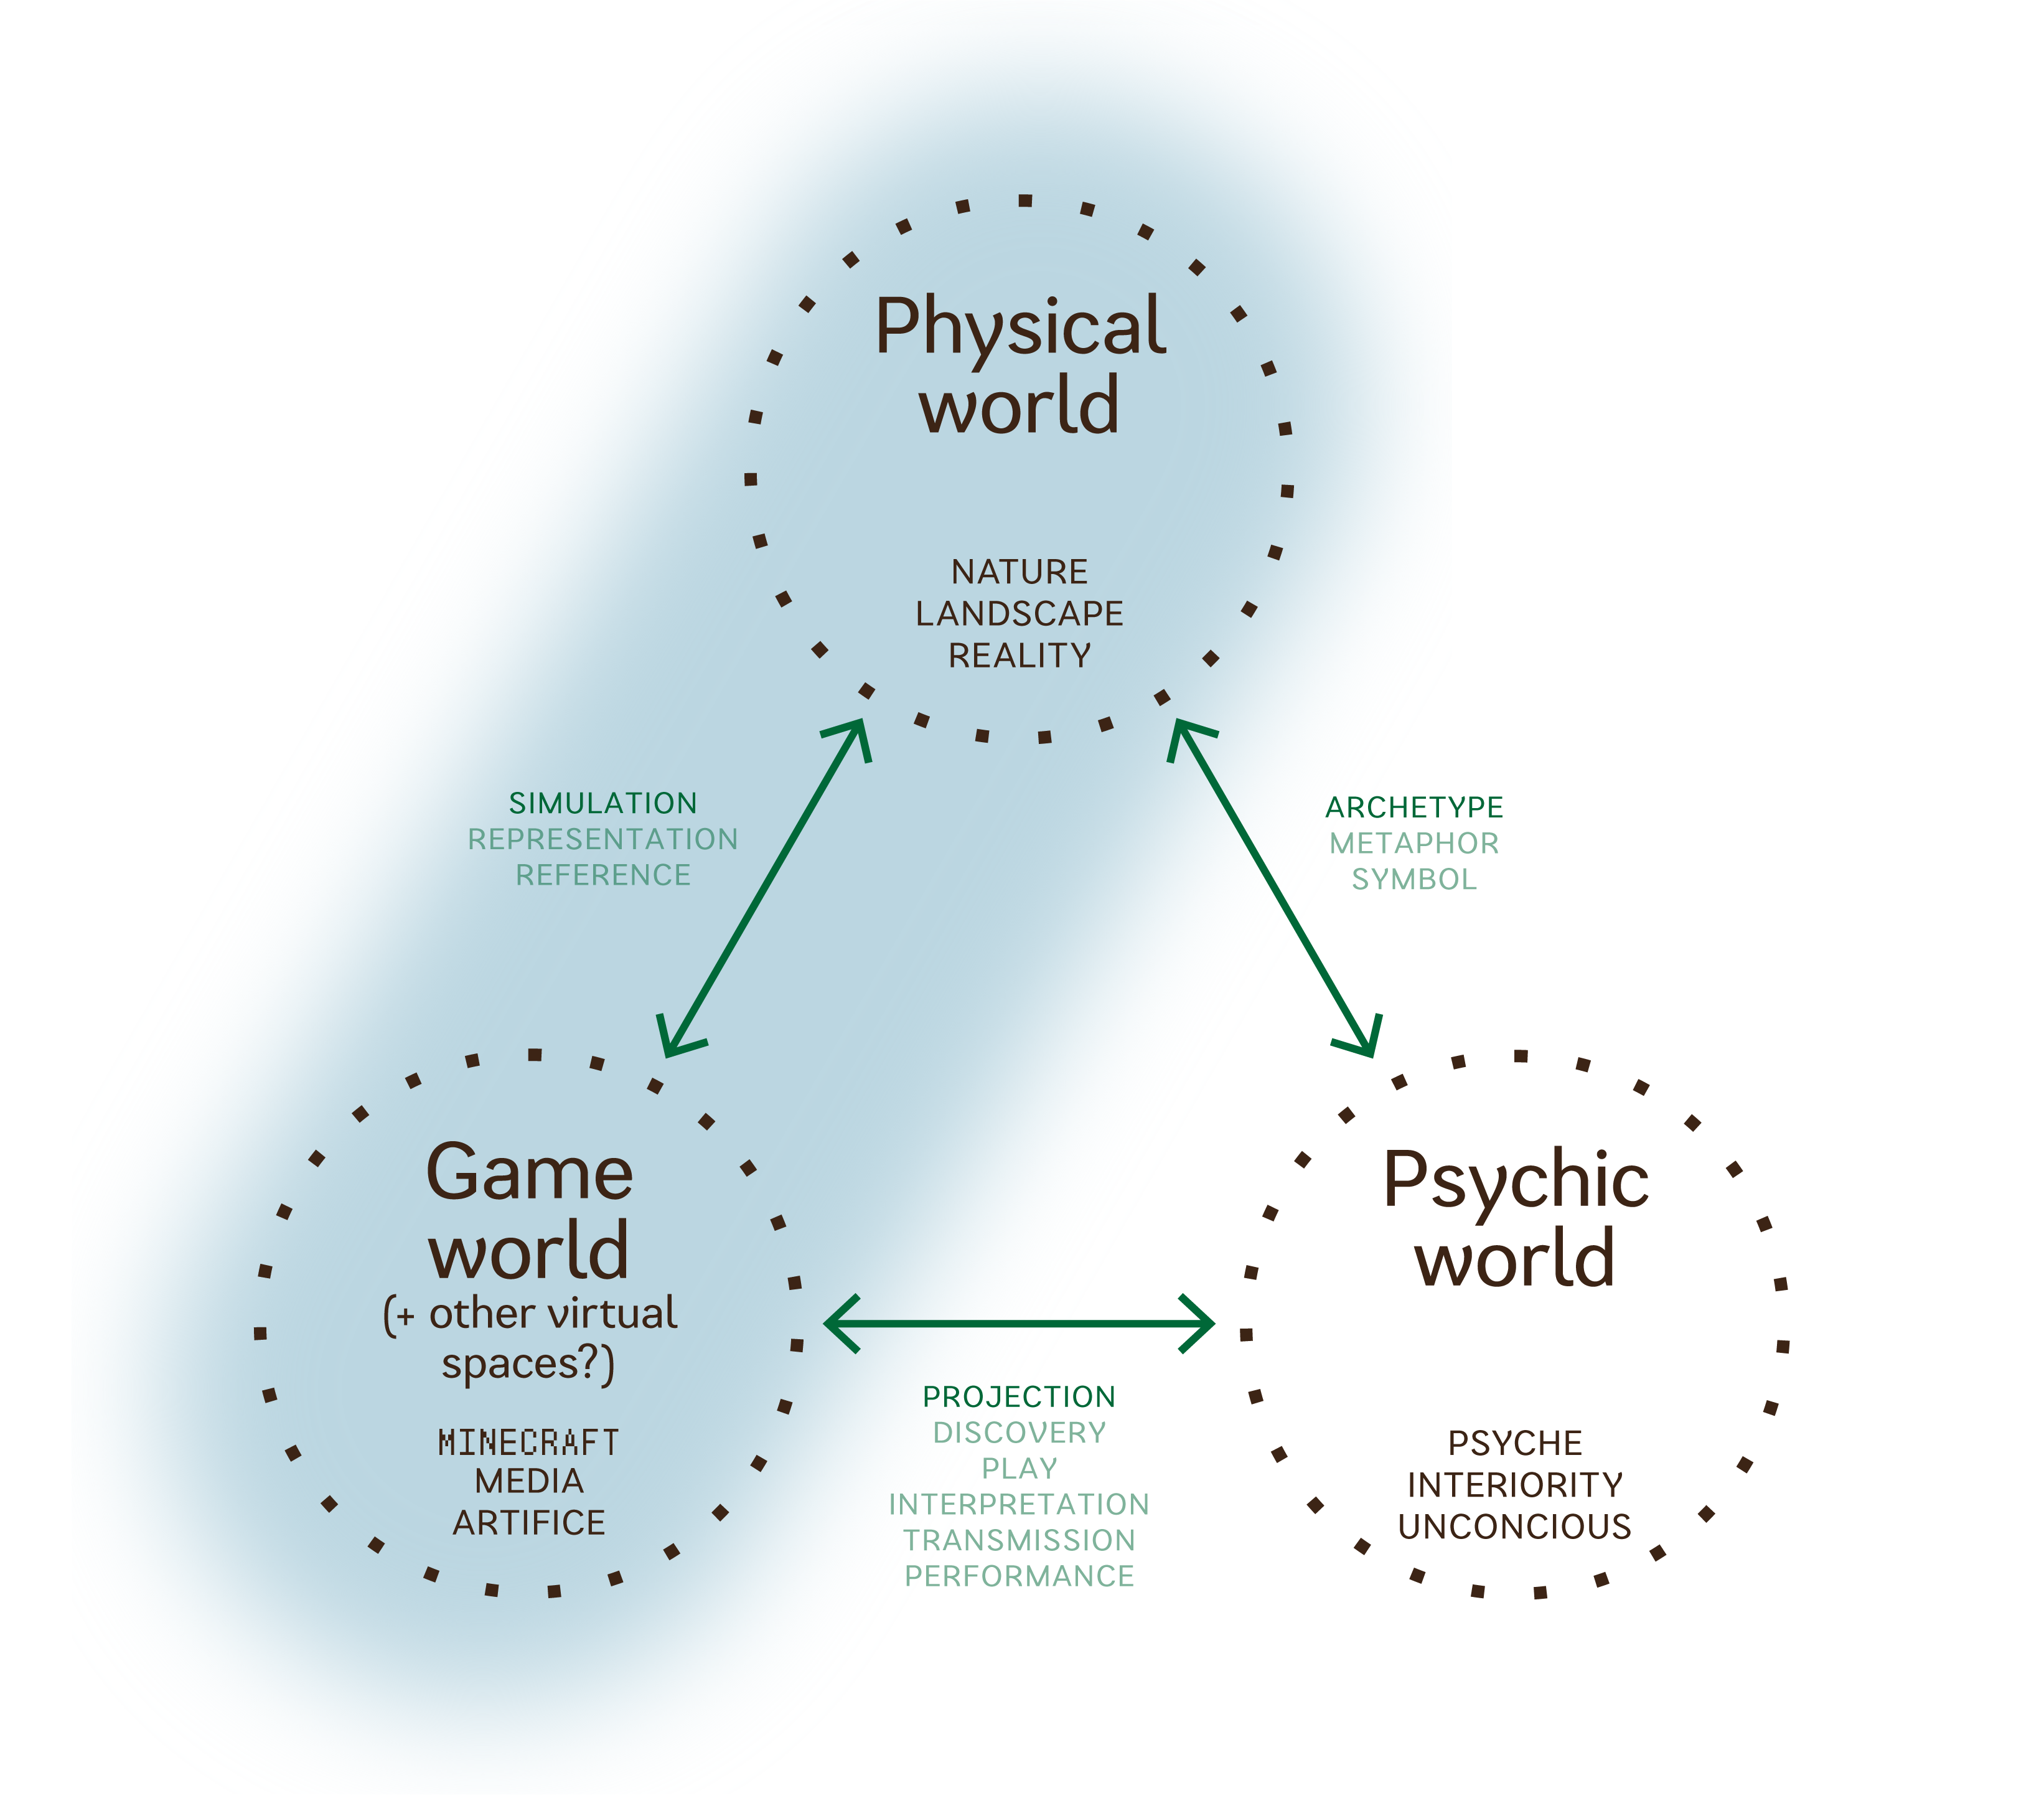 Physical
world
NATURE
LANDSCAPE
REALITY
SIMULATION
REPRESENTATION
REFERENCE
ARCHETYPE
METAPHOR
SYMBOL
Game
world
(+ other virtual
spaces?)
MINECRAFT
MEDIA
ARTIFICE
PROJECTION
DISCOVERY
PLAY
INTERPRETATION
TRANSMISSION
PERFORMANCE
Psychic
world
PSYCHE
INTERIORITY
UNCONCIOUS